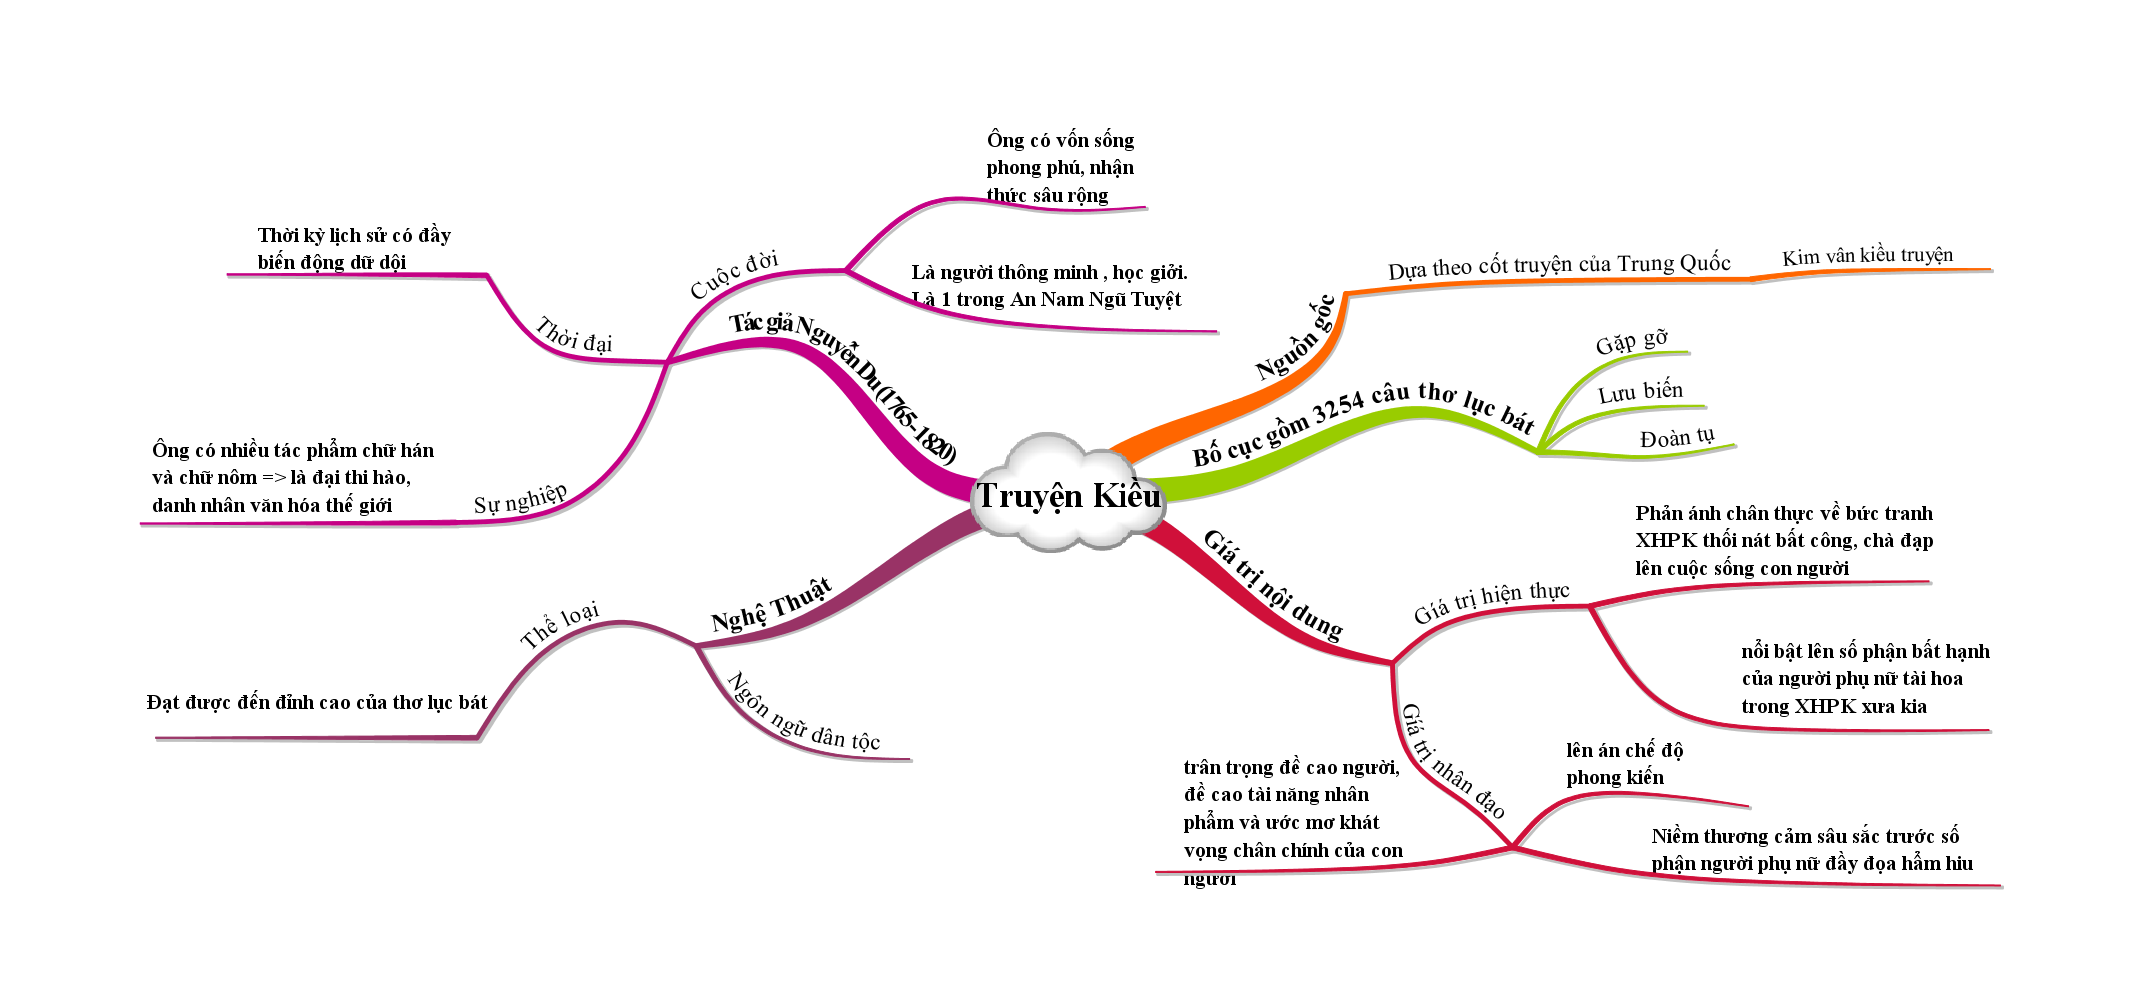 Truyện Kiều
Tác giả Nguyễn Du (1765-1820)
Cuộc đời
Ông có vốn sống
phong phú, nhận
thức sâu rộng
Là người thông minh , học giởi.
Là 1 trong An Nam Ngũ Tuyệt
Thời đại
Thời kỳ lịch sử có đầy
biến động dữ dội
Sự nghiệp
Ông có nhiều tác phẩm chữ hán
và chữ nôm => là đại thi hào,
danh nhân văn hóa thế giới
Nghệ Thuật
Thể loại
Đạt được đến đỉnh cao của thơ lục bát
Ngôn ngữ dân tộc
Nguồn gốc
Dựa theo cốt truyện của Trung Quốc
Kim vân kiều truyện
Bố cục gồm 3254 câu thơ lục bát
Gặp gỡ
Lưu biến
Đoàn tụ
Gíá trị nội dung
Gíá trị hiện thực
Phản ánh chân thực về bức tranh
XHPK thối nát bất công, chà đạp
lên cuộc sống con người
nổi bật lên số phận bất hạnh
của người phụ nữ tài hoa
trong XHPK xưa kia
Gíá trị nhân đạo
lên án chế độ
phong kiến
Niềm thương cảm sâu sắc trước số
phận người phụ nữ đầy đọa hẩm hiu
trân trọng đề cao người,
đề cao tài năng nhân
phẩm và ước mơ khát
vọng chân chính của con
người